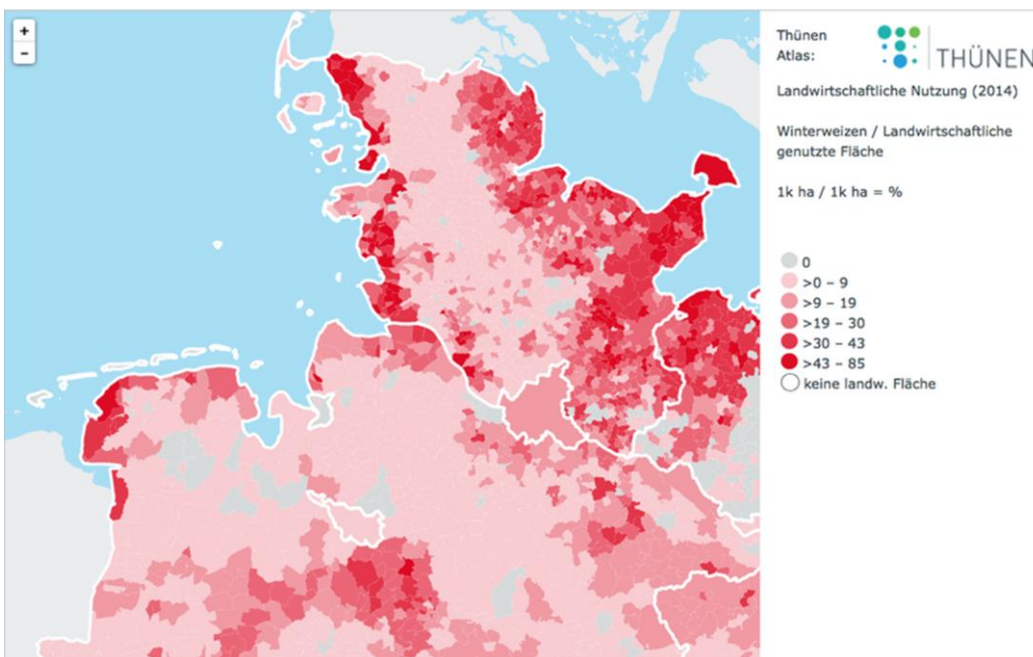 +
−
Thünen
Atlas:
THÜNEN
Landwirtschaftliche Nutzung (2014)
Winterweizen / Landwirtschaftliche
genutzte Fläche
1k ha / 1k ha = %
0
>0 – 9
>9 – 19
>19 – 30
>30 – 43
>43 – 85
keine landw. Fläche